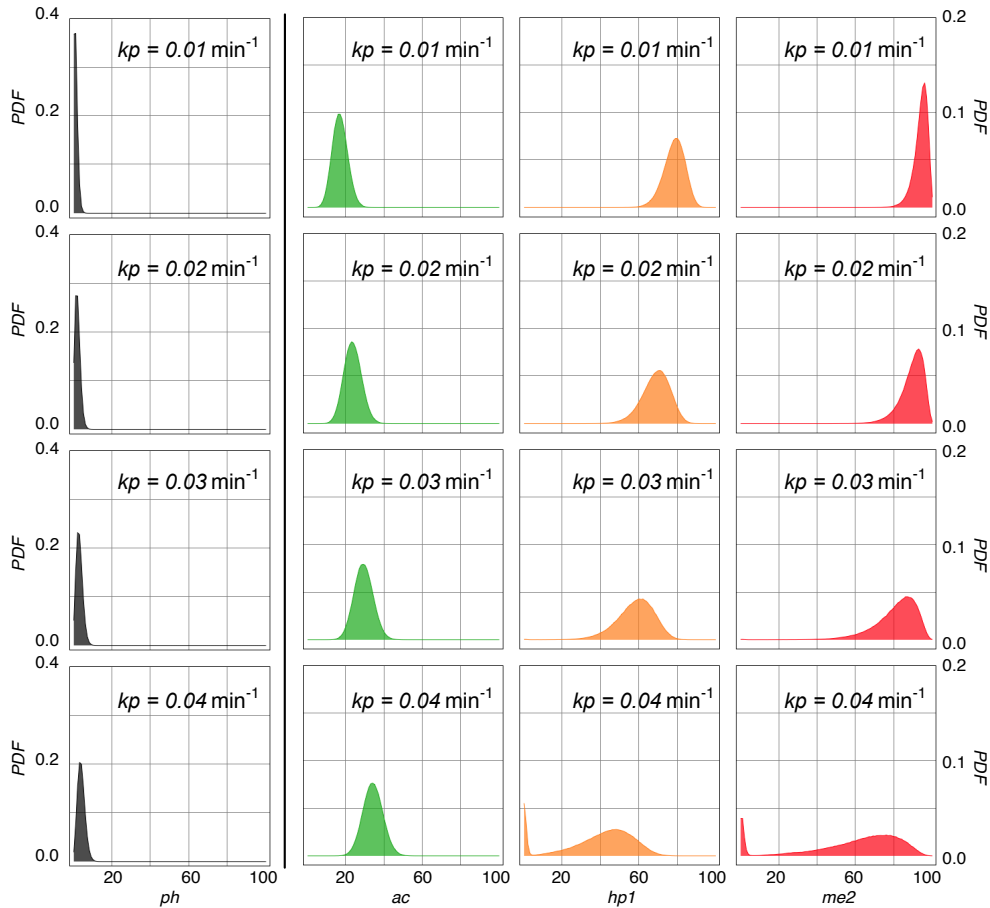 0.4
0.2
kp = 0.01 min-1
kp = 0.01 min-1
kp = 0.01 min-1
kp = 0.01 min-1
PDF
0.2
0.1
PDF
0.0
0.0
0.4
0.2
kp = 0.02 min-1
kp = 0.02 min-1
kp = 0.02 min-1
kp = 0.02 min-1
PDF
0.2
0.1
PDF
0.0
0.0
0.4
0.2
kp = 0.03 min-1
kp = 0.03 min-1
kp = 0.03 min-1
kp = 0.03 min-1
PDF
0.2
0.1
PDF
0.0
0.0
0.4
0.2
kp = 0.04 min-1
kp = 0.04 min-1
kp = 0.04 min-1
kp = 0.04 min-1
PDF
0.2
0.1
PDF
0.0
0.0
20 60 100
20 60 100
20 60 100
20 60 100
ph
ac
hp1
me2